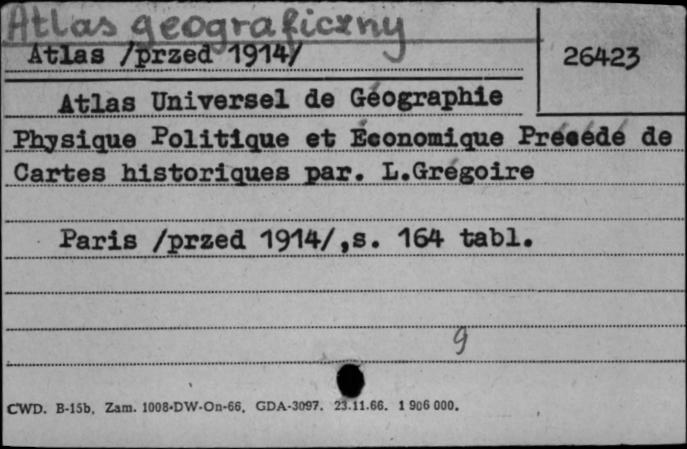 Atlas geograficzny
Atlas /przed 1914/
26423
Atlas Universel de Géographie
Physique Politique et Économique Précédé de
Cartes historiques par. L.Grégoire
Paris /przed 1914/,s. 164 tabl.
9
CWD. B-15b, Zam. 1008-DW-On-66, GDA-3097. 23.11.66. 1 906 000.